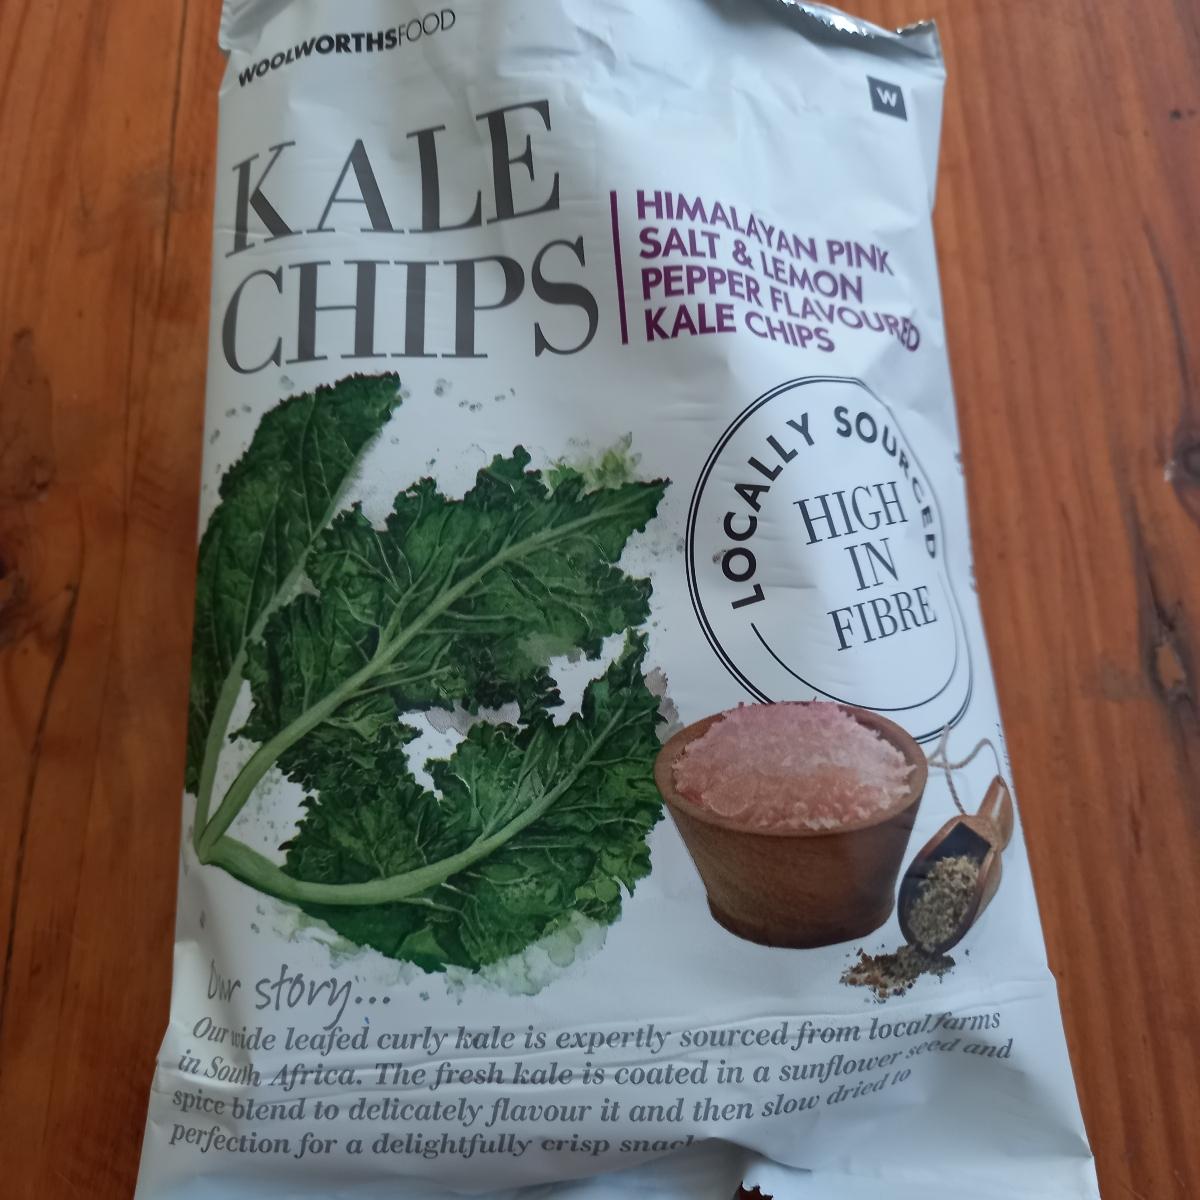 WOOLWORTHSFOOD
W
KALE
CHIPS
HIMALAYAN PINK
SALT & LEMON
PEPPER FLAVOURED
KALE CHIPS
LOCALLY SOURCED
HIGH
IN
FIBRE
Our story...
Our wide leafed curly kale is expertly sourced from local farms
in South Africa. The fresh kale is coated in a sunflower seed and
spice blend to delicately flavour it and then slow dried to
perfection for a delightfully crisp snack